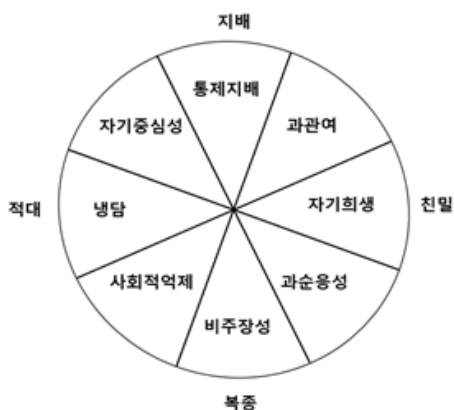 지배
통제지배
자기중심성
과관여
적대
냉담
자기희생
친밀
사회적억제
과순응성
비주장성
복종